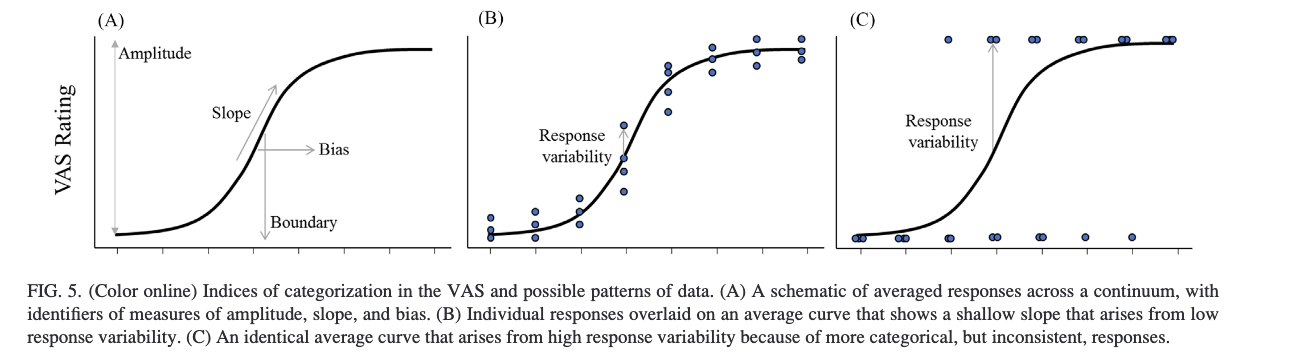 (A)
(B)
(C)
VAS Rating
Amplitude
Slope
Bias
Boundary
Response
variability
Response
variability
FIG. 5. (Color online) Indices of categorization in the VAS and possible patterns of data. (A) A schematic of averaged responses across a continuum, with
identifiers of measures of amplitude, slope, and bias. (B) Individual responses overlaid on an average curve that shows a shallow slope that arises from low
response variability. (C) An identical average curve that arises from high response variability because of more categorical, but inconsistent, responses.